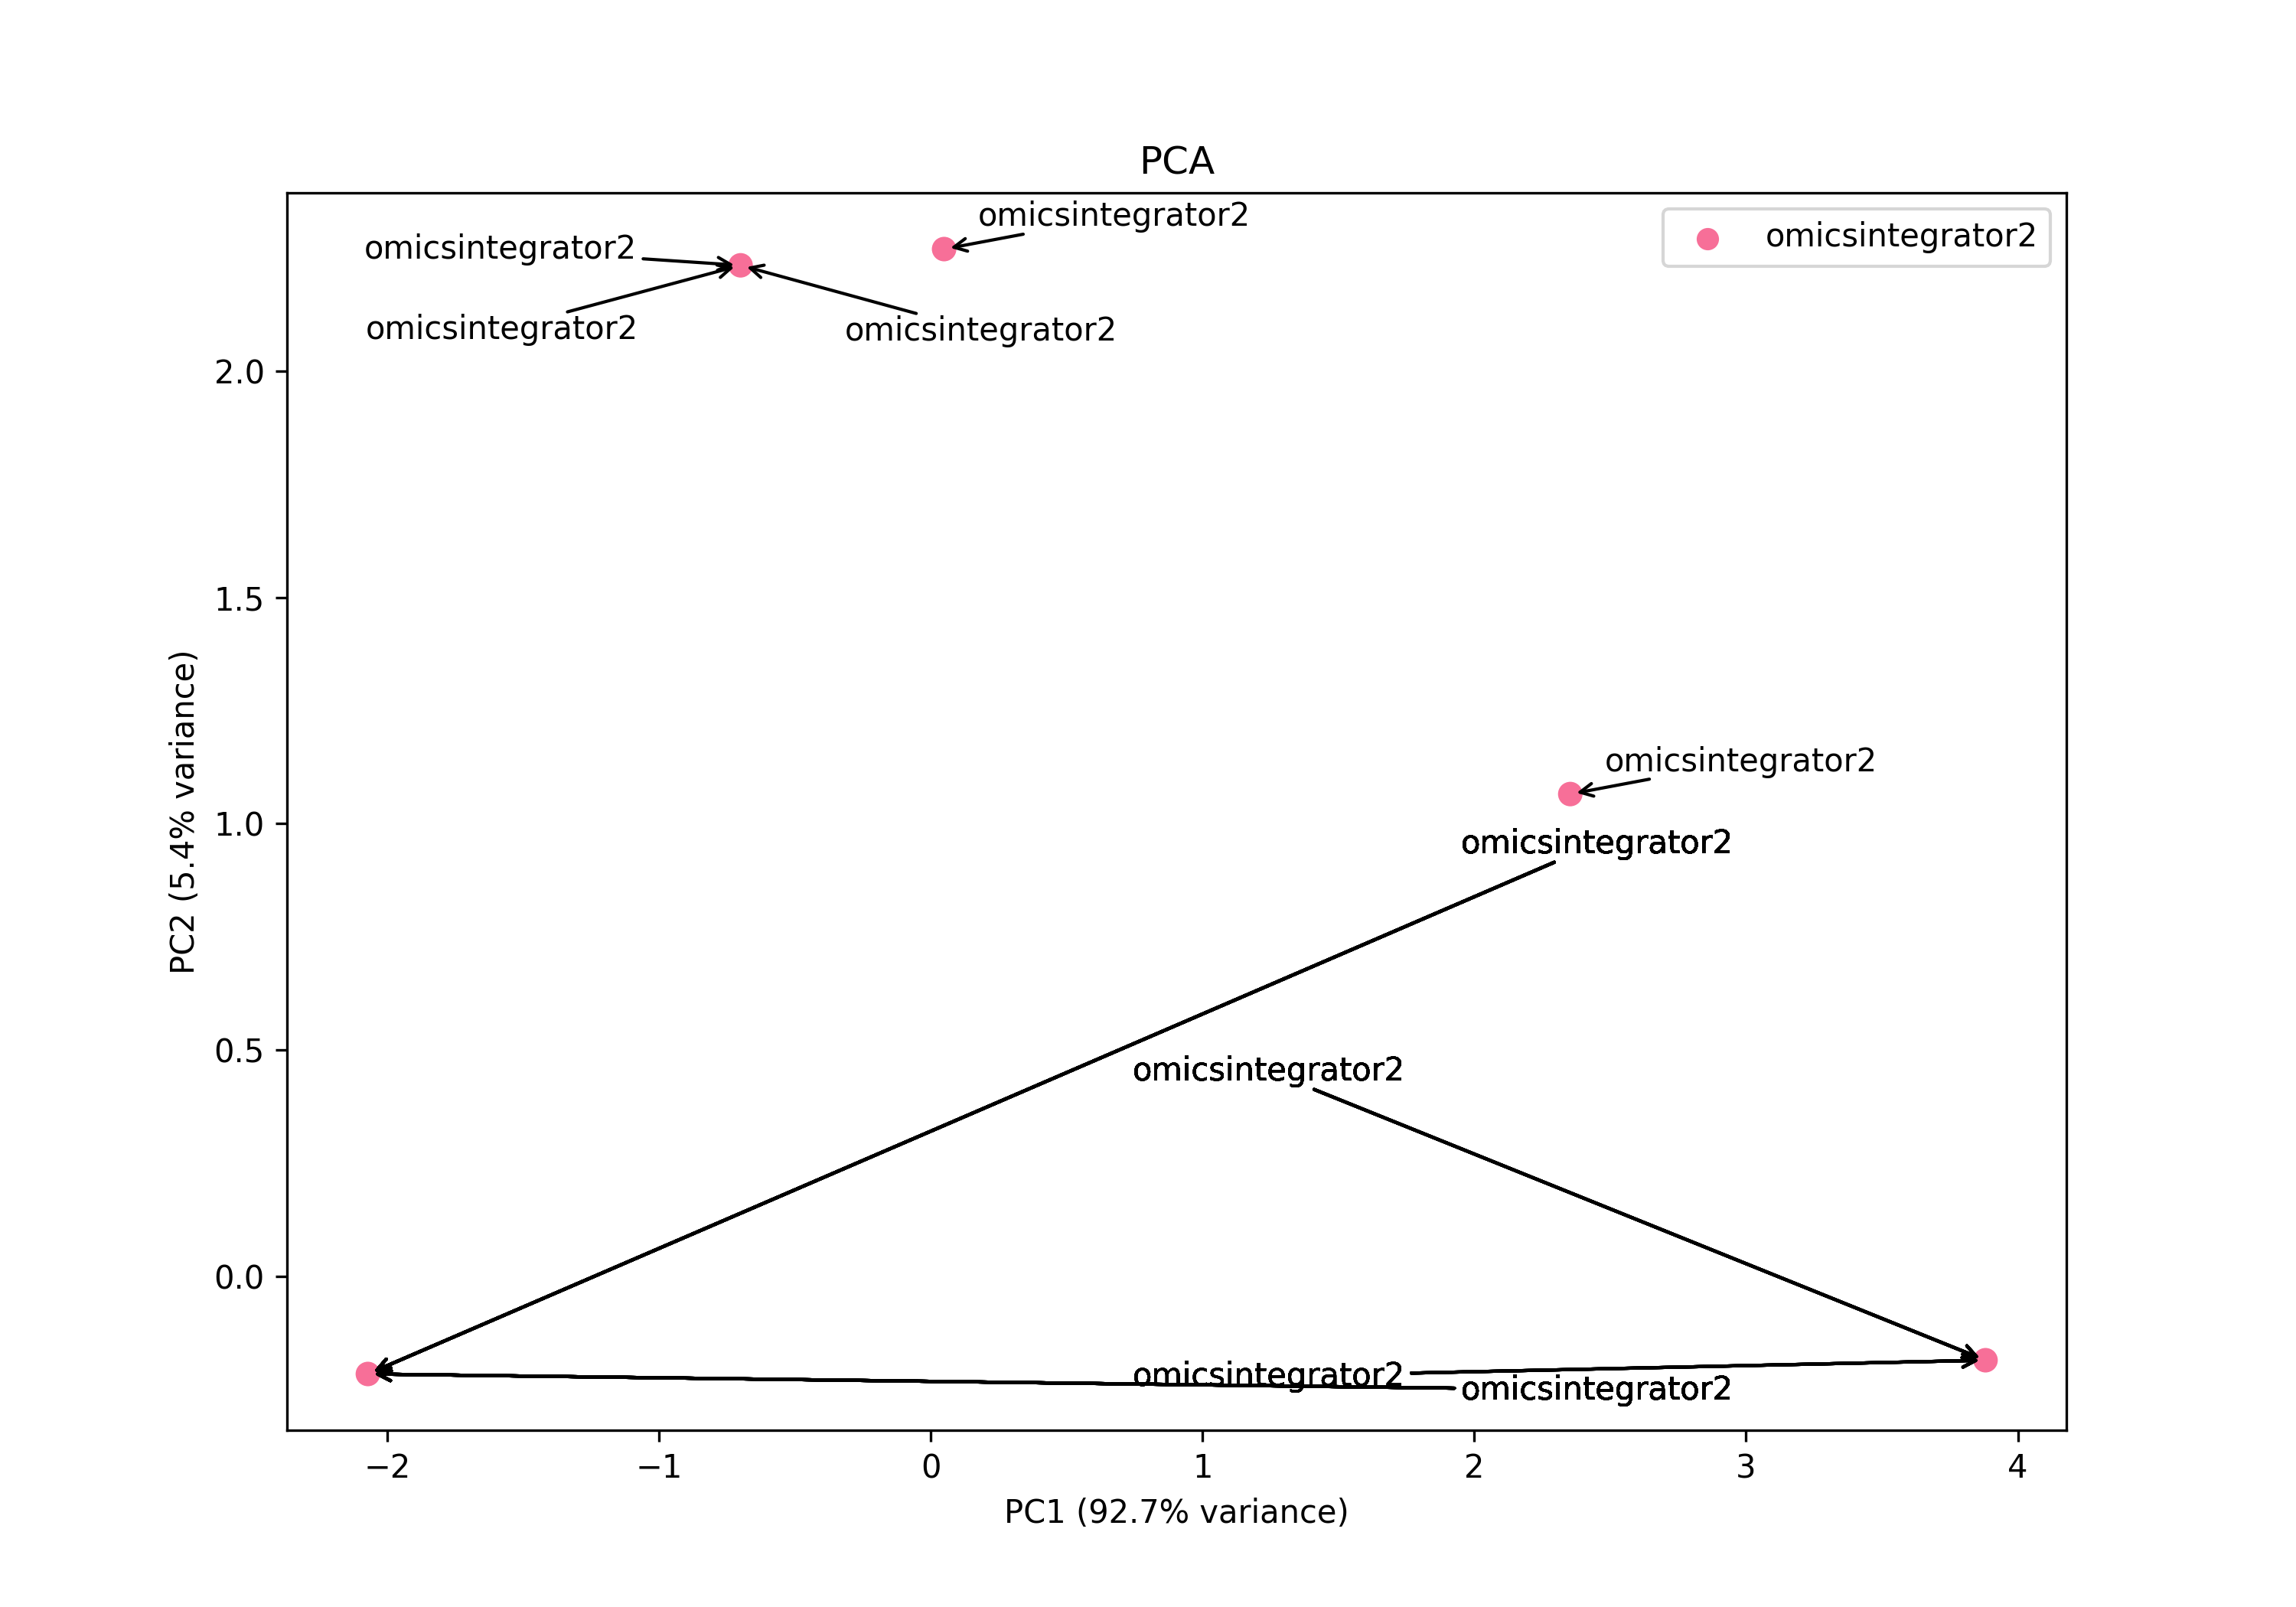 PCA
omicsintegrator2
omicsintegrator2
omicsintegrator2
omicsintegrator2
omicsintegrator2
2.0
1.5
omicsintegrator2
1.0
omicsintegrator2
PC2 (5.4% variance)
0.5
omicsintegrator2
0.0
omicsintegrator2
omicsintegrator2
−2
−1
0
1
2
3
4
PC1 (92.7% variance)